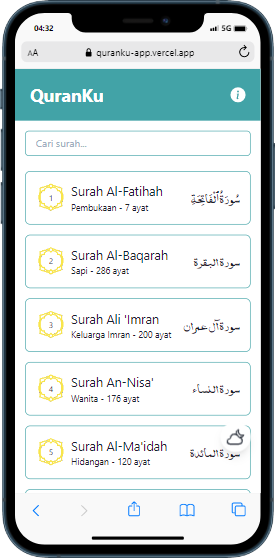 04:32 5G
AA quranku-app.vercel.app
QuranKu
Cari surah...
1 Surah Al-Fatihah سُورَةُ ٱلْفَاتِحَةِ
Pembukaan - 7 ayat
2 Surah Al-Baqarah سورة البقرة
Sapi - 286 ayat
3 Surah Ali 'Imran سورة آل عمران
Keluarga Imran - 200 ayat
4 Surah An-Nisa' سورة النساء
Wanita - 176 ayat
5 Surah Al-Ma'idah سورة المائدة
Hidangan - 120 ayat